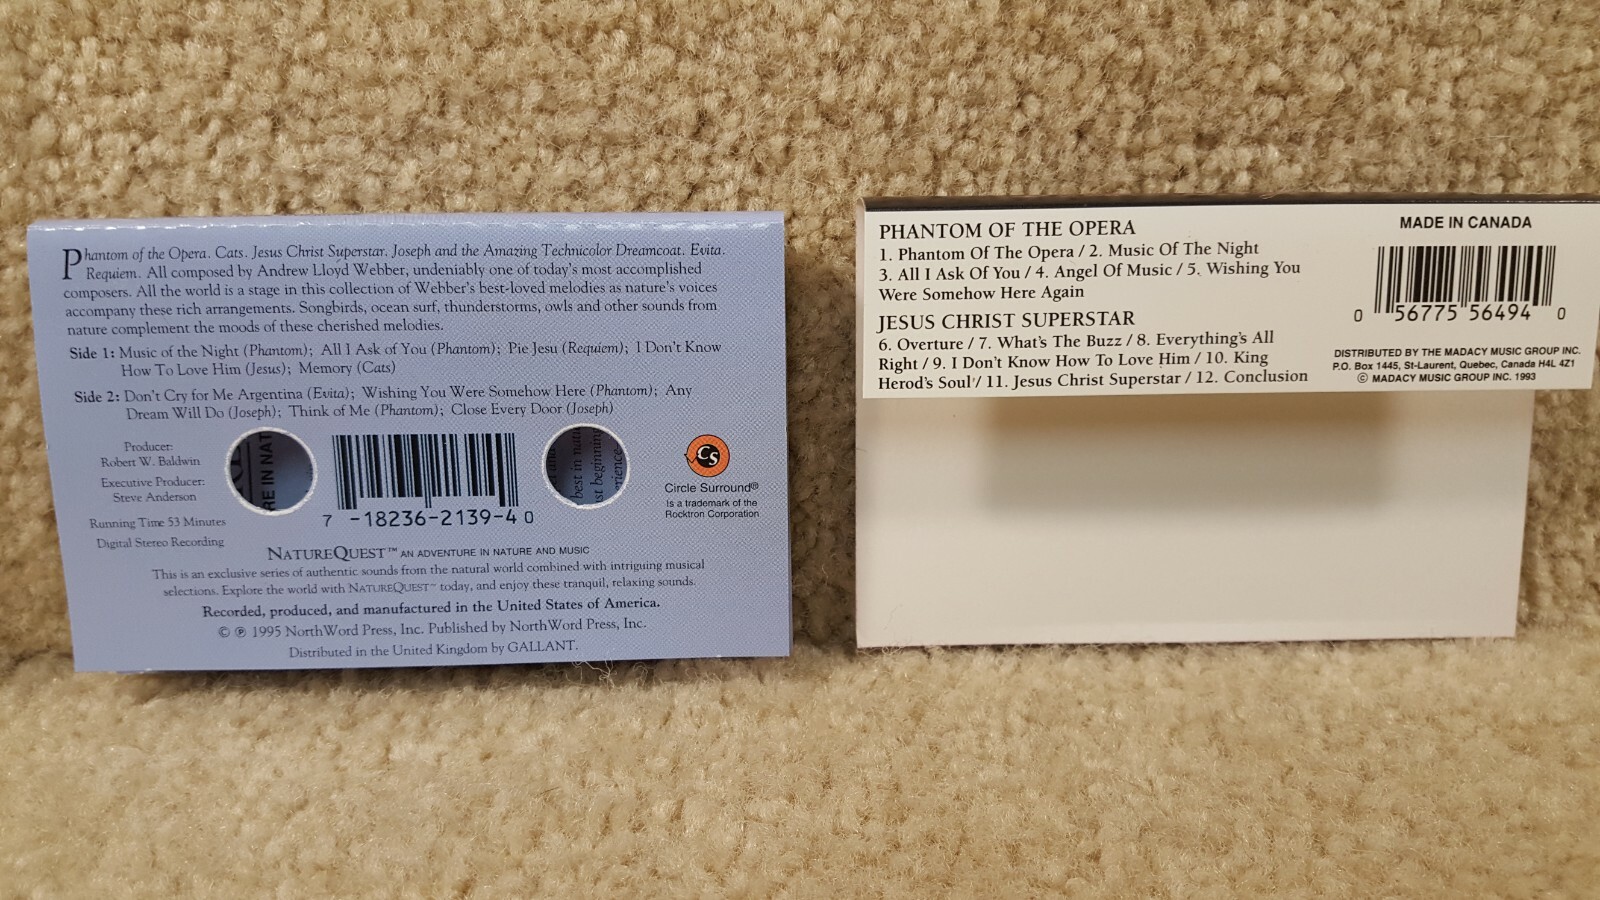 Phantom of the Opera. Cats. Jesus Christ Superstar. Joseph and the Amazing Technicolor Dreamcoat. Evita.
Requiem. All composed by Andrew Lloyd Webber, undeniably one of today's most accomplished
composers. All the world is a stage in this collection of Webber's best-loved melodies as nature's voices
accompany these rich arrangements. Songbirds, ocean surf, thunderstorms, owls and other sounds from
nature complement the moods of these cherished melodies.
Side 1: Music of the Night (Phantom); All I Ask of You (Phantom); Pie Jesu (Requiem); I Don't Know
How To Love Him (Jesus); Memory (Cats)
Side 2: Don't Cry for Me Argentina (Evita); Wishing You Were Somehow Here (Phantom); Any
Dream Will Do (Joseph); Think of Me (Phantom); Close Every Door (Joseph)
Producer:
Robert W. Baldwin
Executive Producer:
Steve Anderson
Running Time 53 Minutes
Digital Stereo Recording
RE IN NAT
7 -18236-2139-4 0
best in nat
st beginning
rience
CS
Circle Surround®
Is a trademark of the
Rocktron Corporation
NATUREQUEST™ AN ADVENTURE IN NATURE AND MUSIC
This is an exclusive series of authentic sounds from the natural world combined with intriguing musical
selections. Explore the world with NATUREQUEST™ today, and enjoy these tranquil, relaxing sounds.
Recorded, produced, and manufactured in the United States of America.
© ℗ 1995 NorthWord Press, Inc. Published by NorthWord Press, Inc.
Distributed in the United Kingdom by GALLANT.
PHANTOM OF THE OPERA
1. Phantom Of The Opera / 2. Music Of The Night
3. All I Ask Of You / 4. Angel Of Music / 5. Wishing You
Were Somehow Here Again
JESUS CHRIST SUPERSTAR
6. Overture / 7. What's The Buzz / 8. Everything's All
Right / 9. I Don't Know How To Love Him / 10. King
Herod's Soul / 11. Jesus Christ Superstar / 12. Conclusion
MADE IN CANADA
0 56775 56494 0
DISTRIBUTED BY THE MADACY MUSIC GROUP INC.
P.O. Box 1445, St-Laurent, Quebec, Canada H4L 4Z1
© MADACY MUSIC GROUP INC. 1993